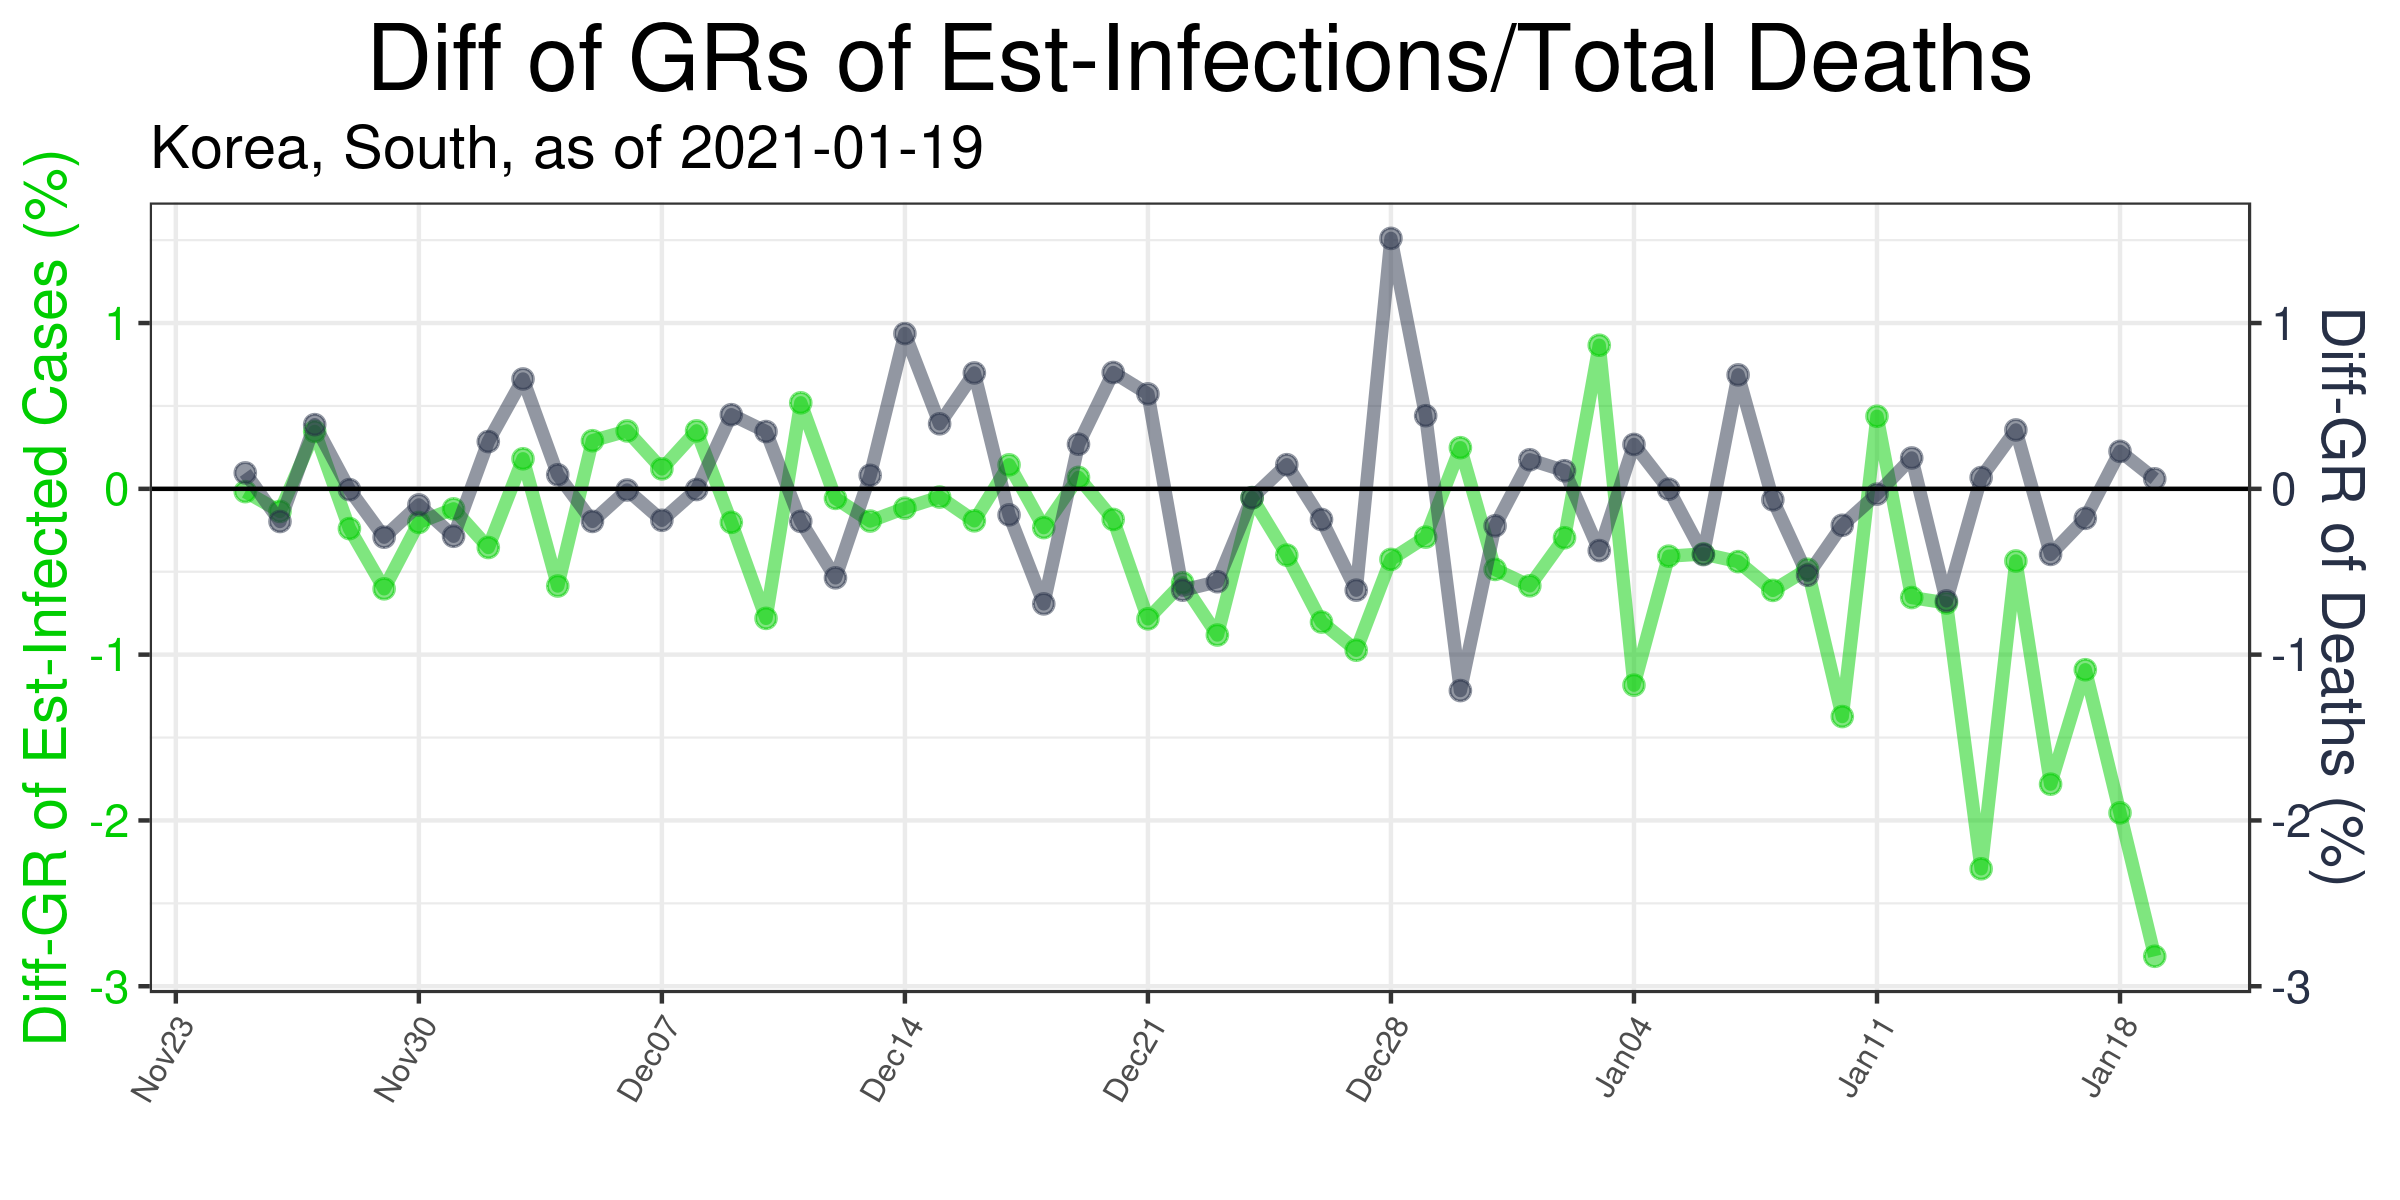 Diff of GRs of Est-Infections/Total Deaths
Korea, South, as of 2021-01-19
Diff-GR of Est-Infected Cases (%)
1
0
-1
-2
-3
1
0
-1
-2
-3
Diff-GR of Deaths (%)
Nov23
Nov30
Dec07
Dec14
Dec21
Dec28
Jan04
Jan11
Jan18